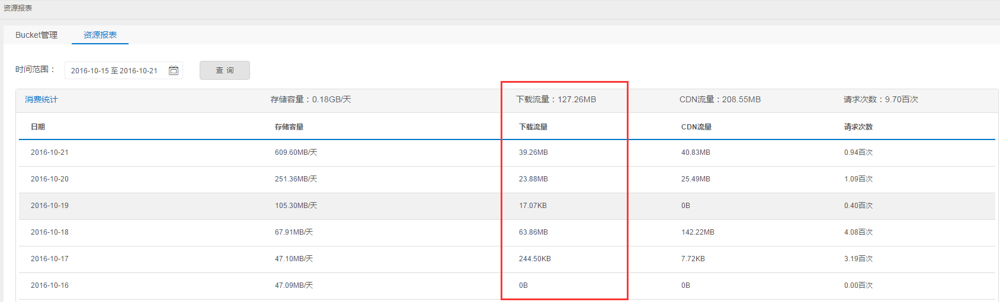 资源报表
Bucket管理 资源报表
时间范围： 2016-10-15 至 2016-10-21 查 询
消费统计 存储容量：0.18GB/天 下载流量：127.26MB CDN流量：208.55MB 请求次数：9.70百次
日期 存储容量 下载流量 CDN流量 请求次数
2016-10-21 609.60MB/天 39.26MB 40.83MB 0.94百次
2016-10-20 251.36MB/天 23.88MB 25.49MB 1.09百次
2016-10-19 105.30MB/天 17.07KB 0B 0.40百次
2016-10-18 67.91MB/天 63.86MB 142.22MB 4.08百次
2016-10-17 47.10MB/天 244.50KB 7.72KB 3.19百次
2016-10-16 47.09MB/天 0B 0B 0.00百次